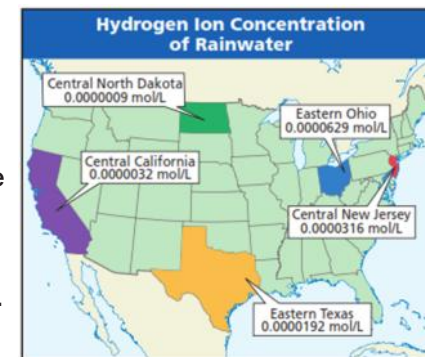 Hydrogen Ion Concentration
of Rainwater
Central North Dakota
0.0000009 mol/L
Eastern Ohio
0.0000629 mol/L
Central California
0.0000032 mol/L
Central New Jersey
0.0000316 mol/L
Eastern Texas
0.0000192 mol/L